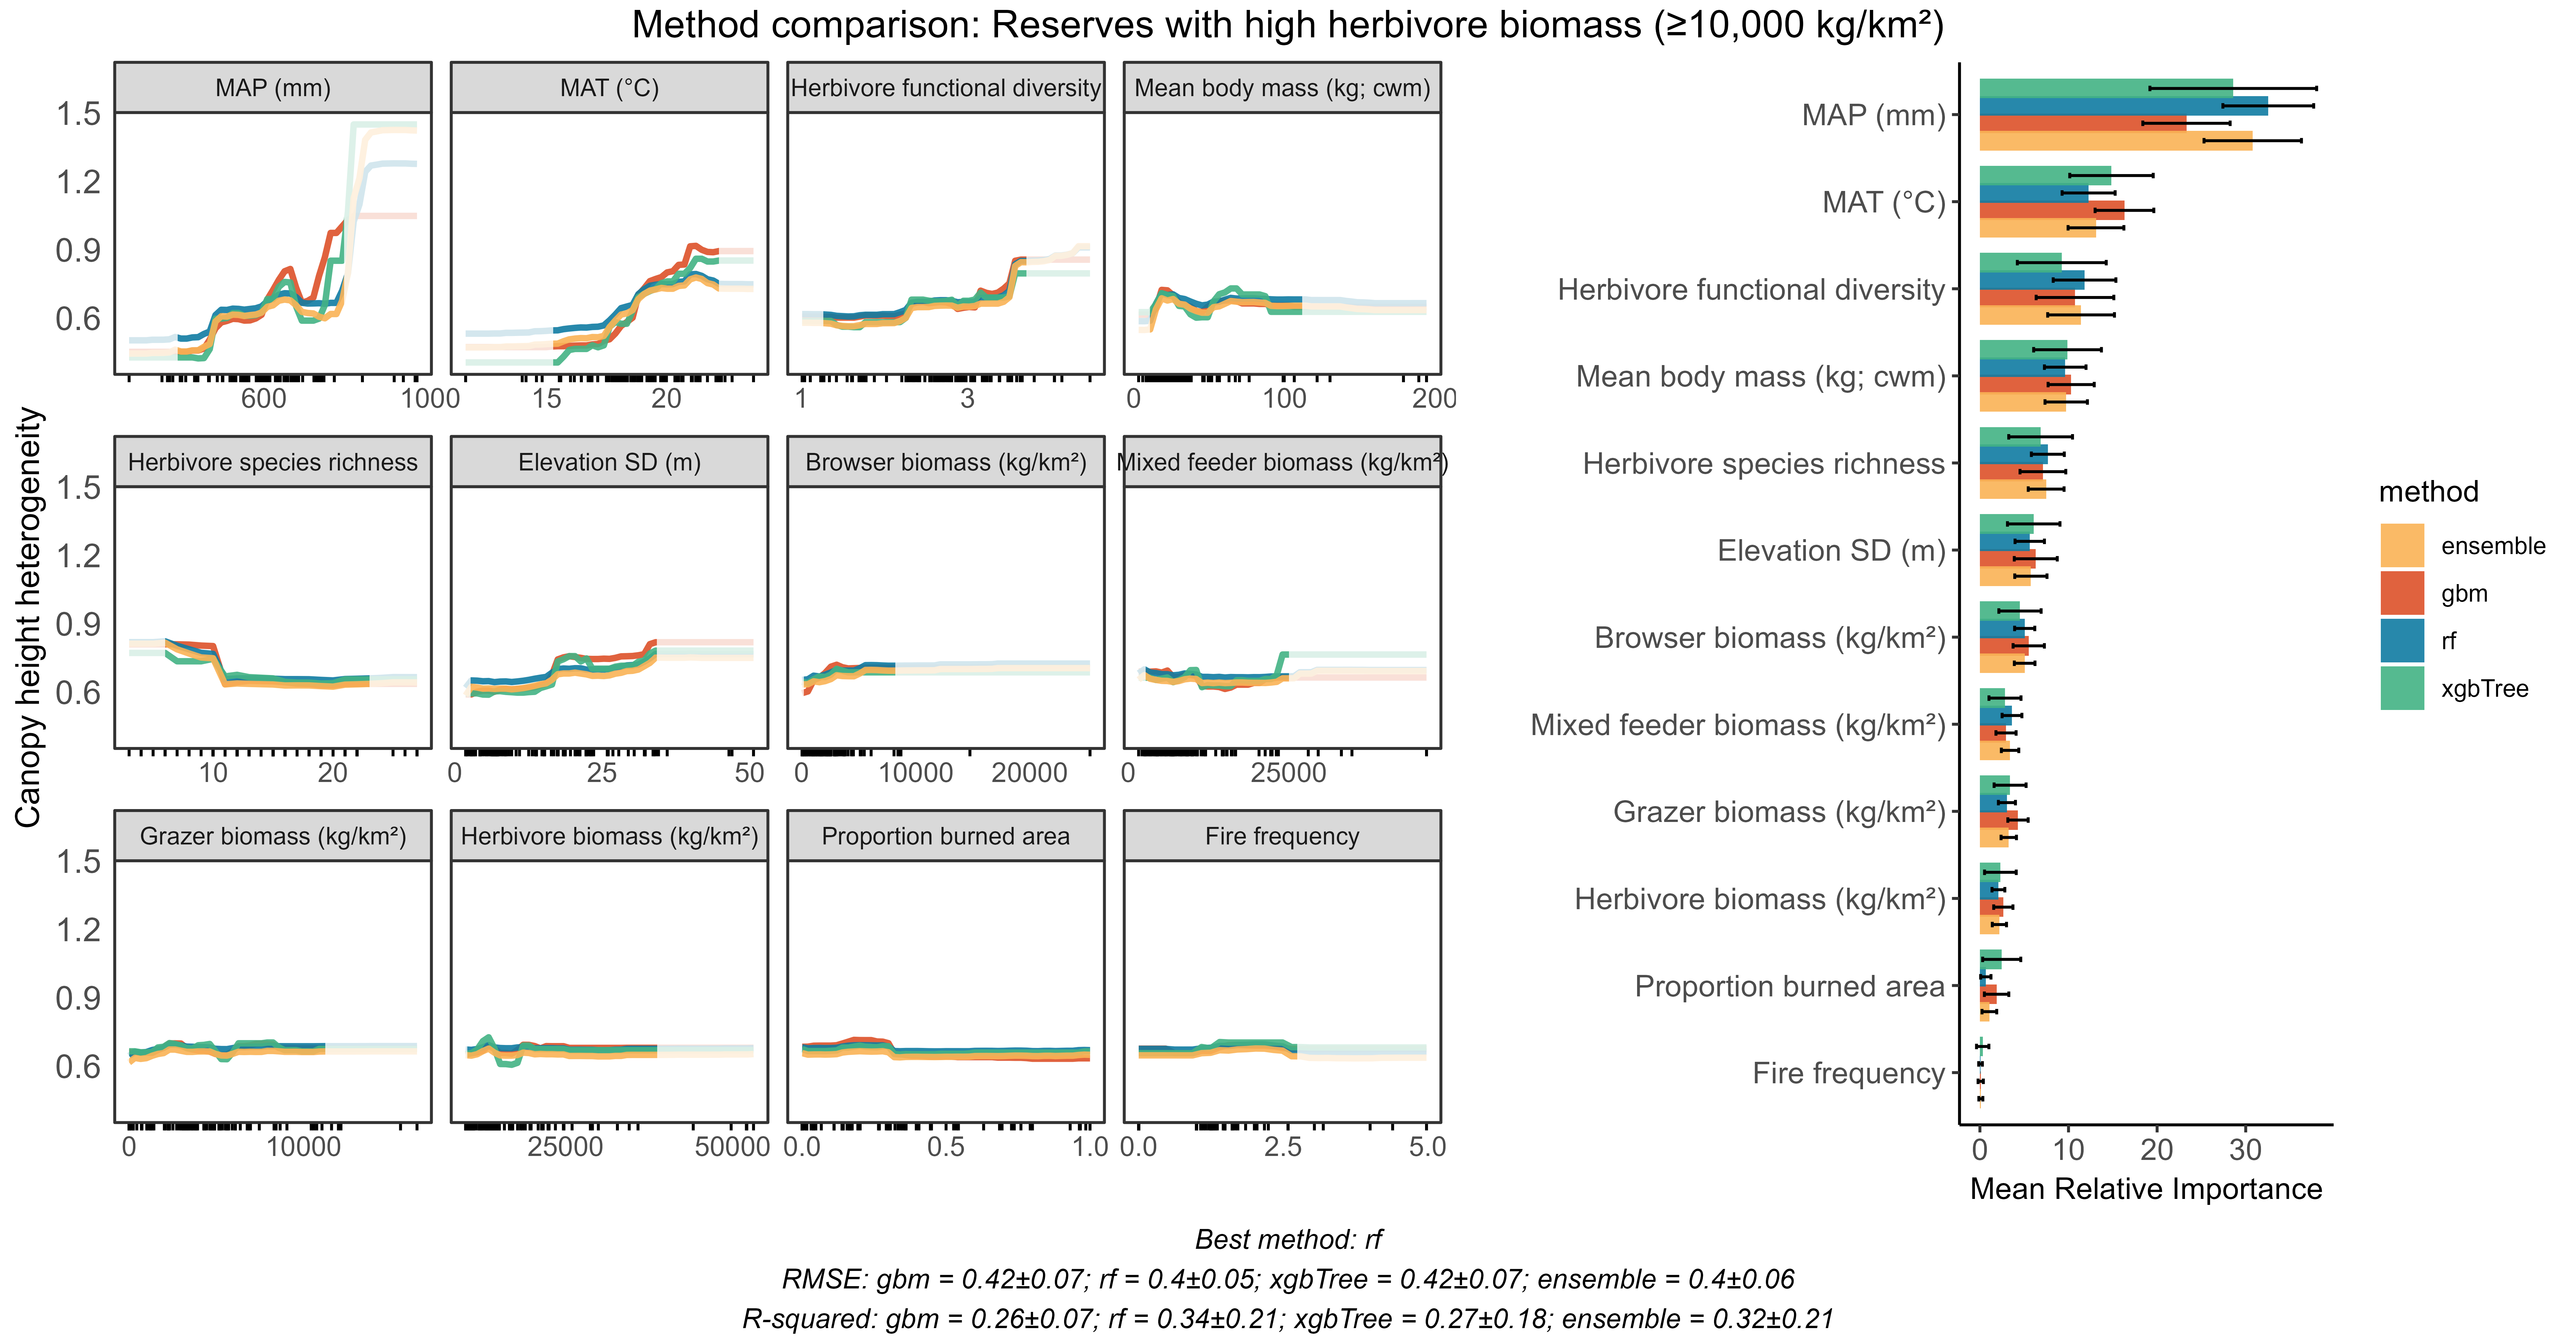 Method comparison: Reserves with high herbivore biomass (≥10,000 kg/km²)
Canopy height heterogeneity
MAP (mm)
MAT (°C)
Herbivore functional diversity
Mean body mass (kg; cwm)
1.5
1.2
0.9
0.6
600 1000
15 20
1 3
0 100 200
Herbivore species richness
Elevation SD (m)
Browser biomass (kg/km²)
Mixed feeder biomass (kg/km²)
1.5
1.2
0.9
0.6
10 20
0 25 50
0 10000 20000
0 25000
Grazer biomass (kg/km²)
Herbivore biomass (kg/km²)
Proportion burned area
Fire frequency
1.5
1.2
0.9
0.6
0 10000
25000 50000
0.0 0.5 1.0
0.0 2.5 5.0
MAP (mm)
MAT (°C)
Herbivore functional diversity
Mean body mass (kg; cwm)
Herbivore species richness
Elevation SD (m)
Browser biomass (kg/km²)
Mixed feeder biomass (kg/km²)
Grazer biomass (kg/km²)
Herbivore biomass (kg/km²)
Proportion burned area
Fire frequency
0 10 20 30
Mean Relative Importance
method
ensemble
gbm
rf
xgbTree
Best method: rf
RMSE: gbm = 0.42±0.07; rf = 0.4±0.05; xgbTree = 0.42±0.07; ensemble = 0.4±0.06
R-squared: gbm = 0.26±0.07; rf = 0.34±0.21; xgbTree = 0.27±0.18; ensemble = 0.32±0.21